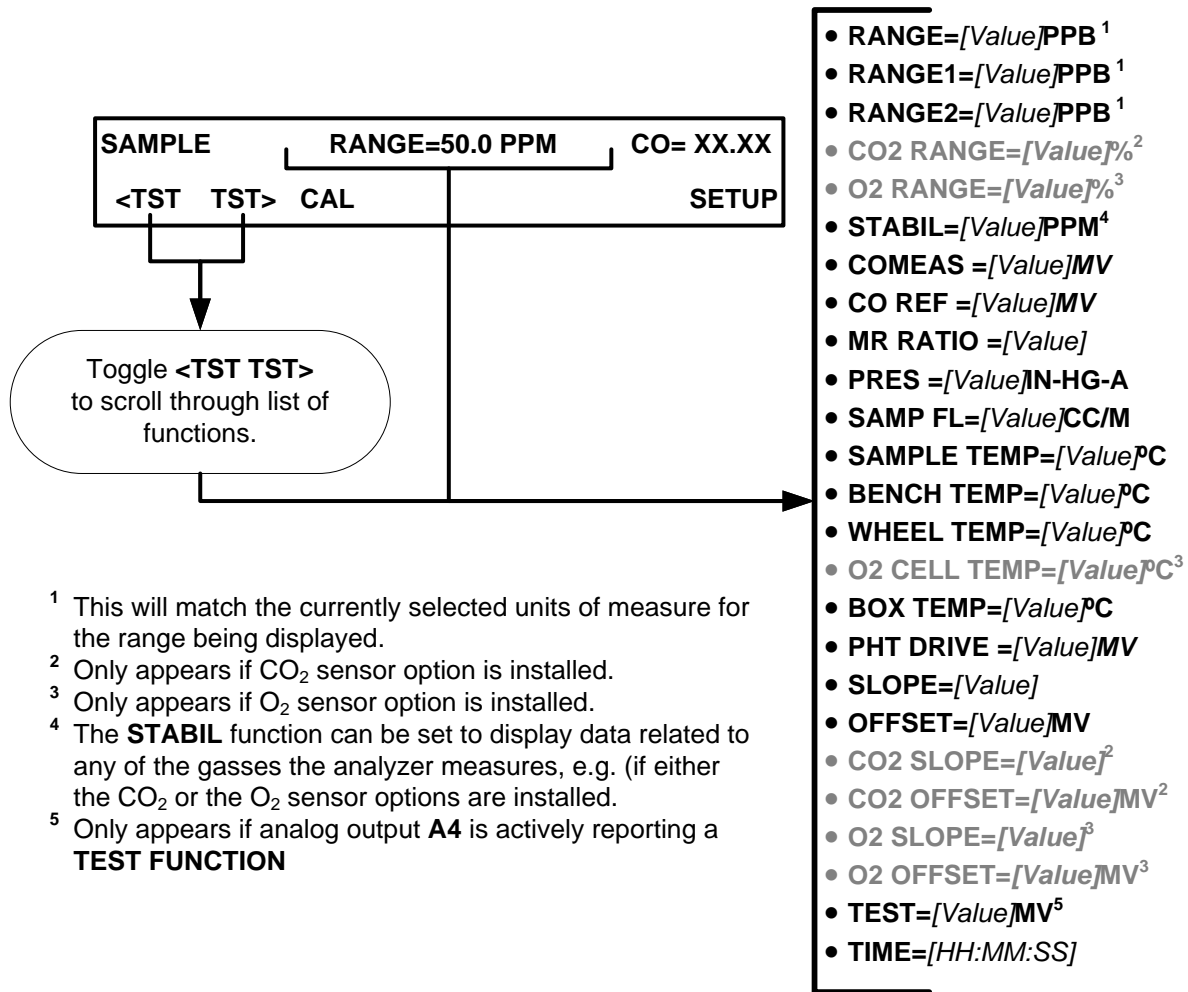 SAMPLE RANGE=50.0 PPM CO= XX.XX
<TST TST> CAL SETUP
Toggle <TST TST>
to scroll through list of
functions.
• RANGE=[Value]PPB 1
• RANGE1=[Value]PPB 1
• RANGE2=[Value]PPB 1
• CO2 RANGE=[Value]%2
• O2 RANGE=[Value]%3
• STABIL=[Value]PPM4
• COMEAS =[Value]MV
• CO REF =[Value]MV
• MR RATIO =[Value]
• PRES =[Value]IN-HG-A
• SAMP FL=[Value]CC/M
• SAMPLE TEMP=[Value]ºC
• BENCH TEMP=[Value]ºC
• WHEEL TEMP=[Value]ºC
• O2 CELL TEMP=[Value]ºC3
• BOX TEMP=[Value]ºC
• PHT DRIVE =[Value]MV
• SLOPE=[Value]
• OFFSET=[Value]MV
• CO2 SLOPE=[Value]2
• CO2 OFFSET=[Value]MV2
• O2 SLOPE=[Value]3
• O2 OFFSET=[Value]MV3
• TEST=[Value]MV5
• TIME=[HH:MM:SS]
1 This will match the currently selected units of measure for
the range being displayed.
2 Only appears if CO2 sensor option is installed.
3 Only appears if O2 sensor option is installed.
4 The STABIL function can be set to display data related to
any of the gasses the analyzer measures, e.g. (if either
the CO2 or the O2 sensor options are installed.
5 Only appears if analog output A4 is actively reporting a
TEST FUNCTION